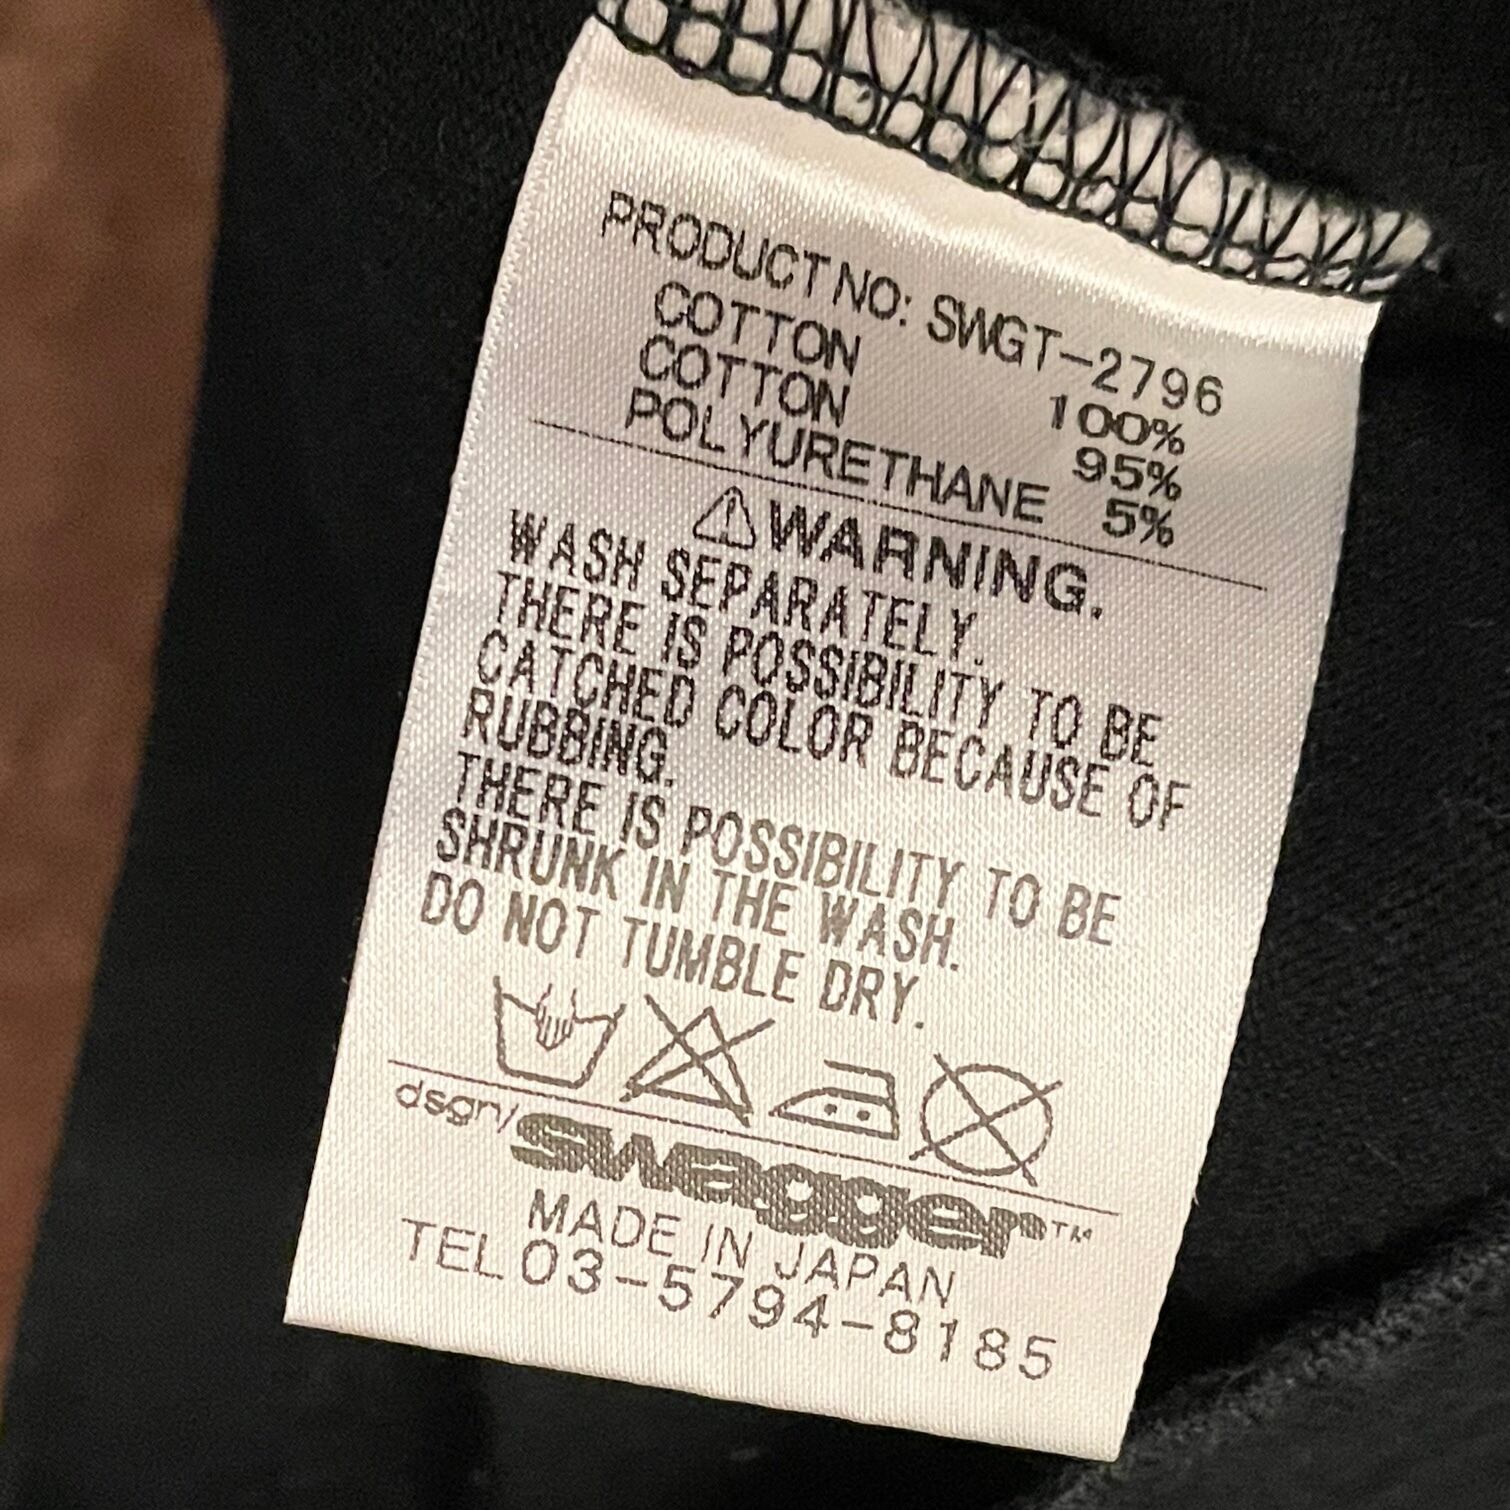 PRODUCT NO: SWGT-2796
COTTON 100%
COTTON 95%
POLYURETHANE 5%
WARNING.
WASH SEPARATELY.
THERE IS POSSIBILITY TO BE
CATCHED COLOR BECAUSE OF
RUBBING.
THERE IS POSSIBILITY TO BE
SHRUNK IN THE WASH.
DO NOT TUMBLE DRY.
dsgn/swagger™
MADE IN JAPAN
TEL 03-5794-8185